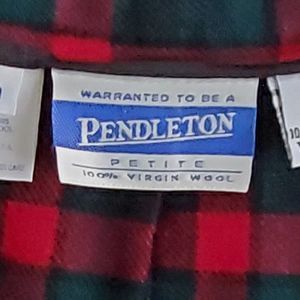 WARRANTED TO BE A
PENDLETON
PETITE
100% VIRGIN WOOL